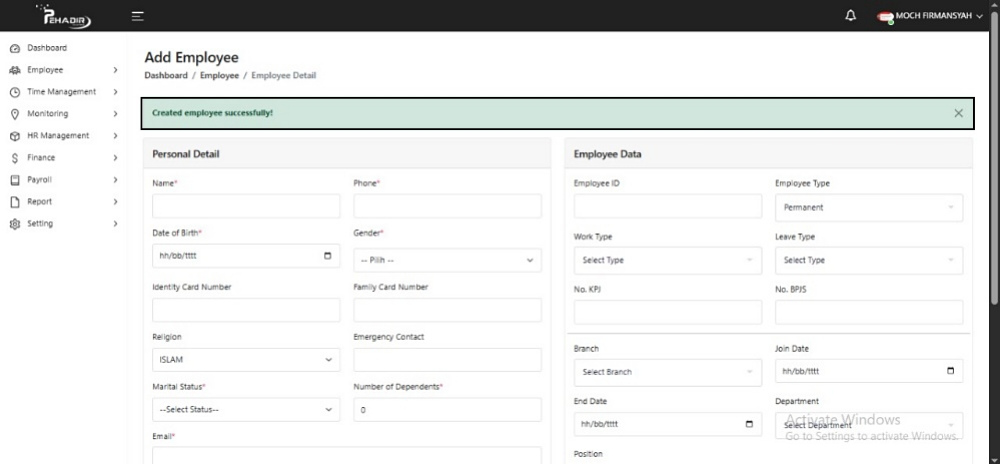 PEHADIR
MOCH FIRMANSYAH
Dashboard
Employee
Time Management
Monitoring
HR Management
Finance
Payroll
Report
Setting
Add Employee
Dashboard / Employee / Employee Detail
Created employee successfully!
Personal Detail
Name*
Phone*
Date of Birth*
Gender*
hh/bb/tttt
-- Pilih --
Identity Card Number
Family Card Number
Religion
Emergency Contact
ISLAM
Marital Status*
Number of Dependents*
--Select Status--
0
Email*
Employee Data
Employee ID
Employee Type
Permanent
Work Type
Leave Type
Select Type
Select Type
No. KPJ
No. BPJS
Branch
Join Date
Select Branch
hh/bb/tttt
End Date
Department
hh/bb/tttt
Select Department
Position
Activate Windows
Go to Settings to activate Windows.